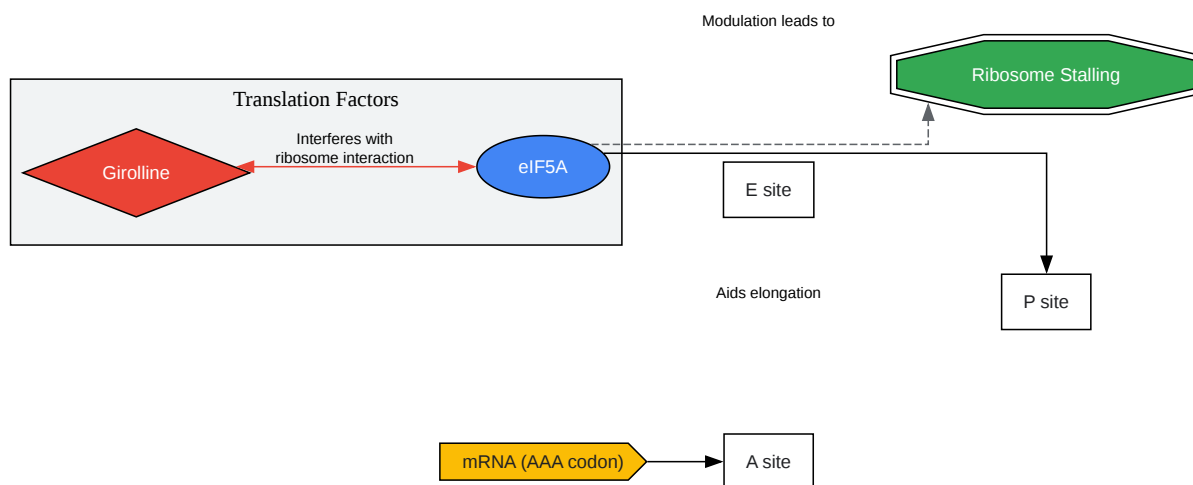 Modulation leads to
Ribosome Stalling
Translation Factors
Interferes with
ribosome interaction
Girolline
eIF5A
E site
Aids elongation
P site
mRNA (AAA codon)
A site